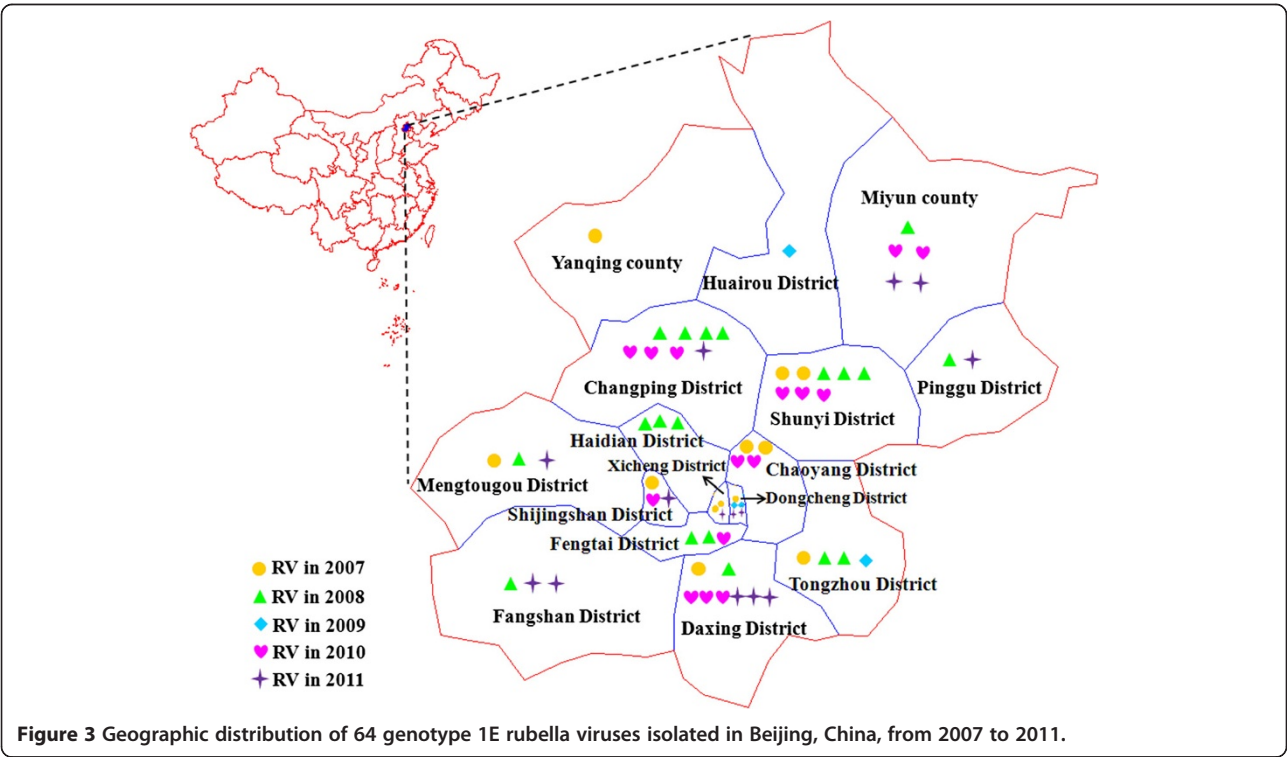 Miyun county
Yanqing county
Huairou District
Changping District
Pinggu District
Shunyi District
Haidian District
Xicheng District
Chaoyang District
Mengtougou District
Dongcheng District
Shijingshan District
Fengtai District
Tongzhou District
Fangshan District
Daxing District
RV in 2007
RV in 2008
RV in 2009
RV in 2010
RV in 2011
Figure 3 Geographic distribution of 64 genotype 1E rubella viruses isolated in Beijing, China, from 2007 to 2011.